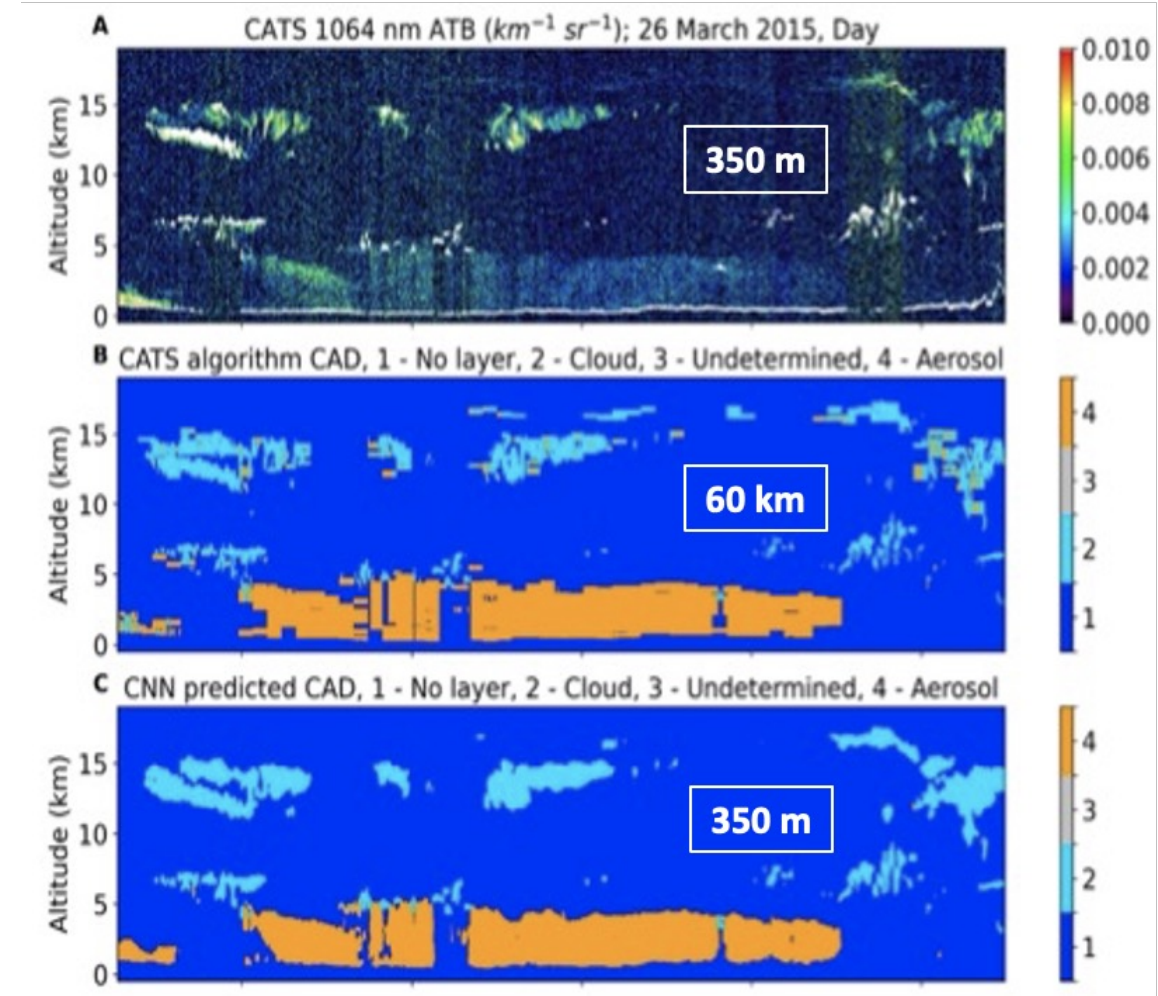 A
CATS 1064 nm ATB (km⁻¹ sr⁻¹); 26 March 2015, Day
Altitude (km)
15
10
5
0
350 m
0.010
0.008
0.006
0.004
0.002
0.000
B
CATS algorithm CAD, 1 - No layer, 2 - Cloud, 3 - Undetermined, 4 - Aerosol
Altitude (km)
15
10
5
0
60 km
4
3
2
1
C
CNN predicted CAD, 1 - No layer, 2 - Cloud, 3 - Undetermined, 4 - Aerosol
Altitude (km)
15
10
5
0
350 m
4
3
2
1